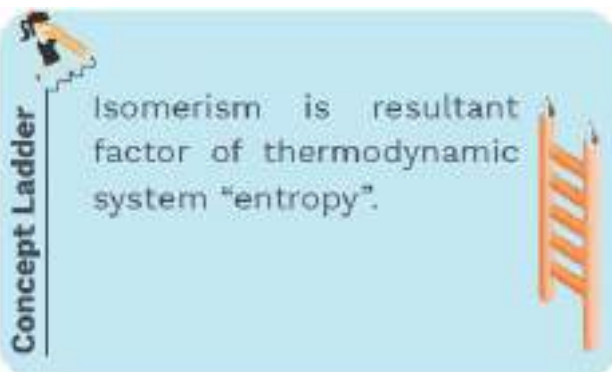 Concept Ladder
Isomerism is resultant
factor of thermodynamic
system “entropy”.